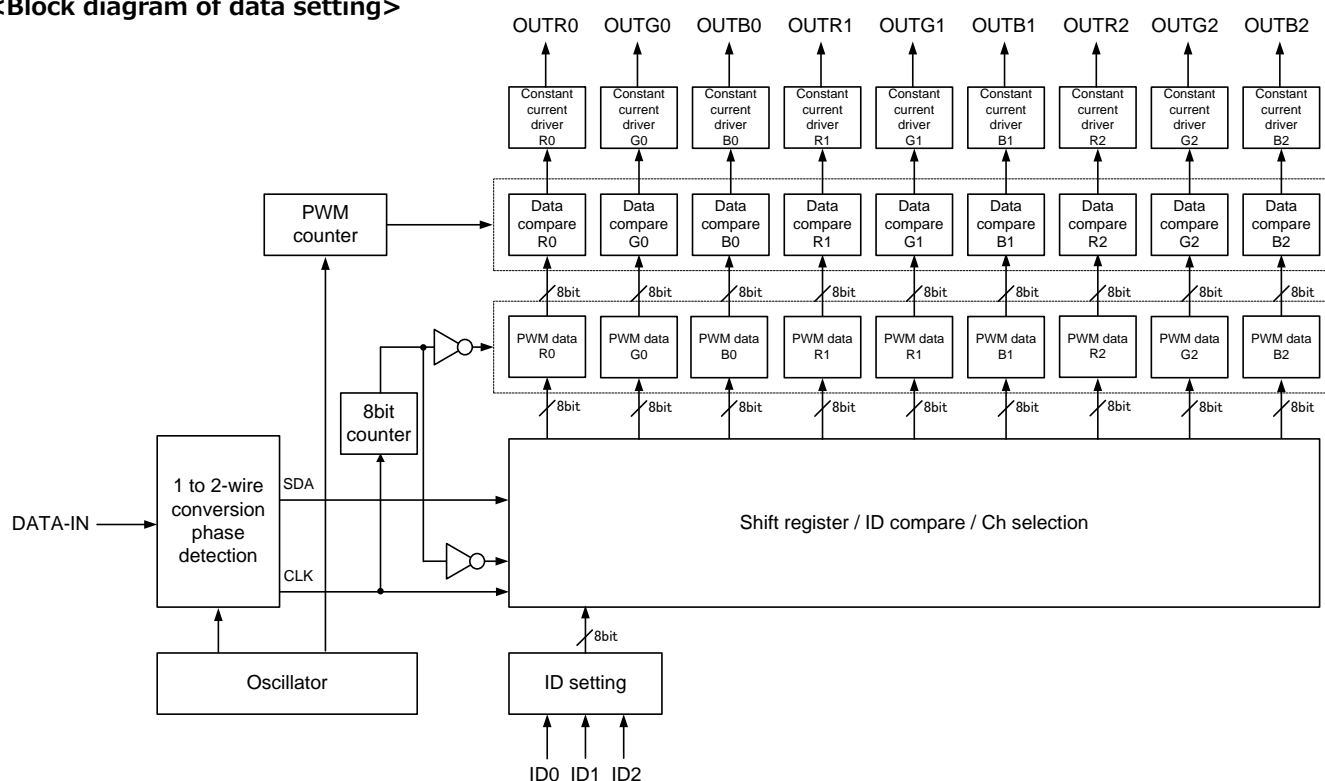 <Block diagram of data setting>
OUTR0 OUTG0 OUTB0 OUTR1 OUTG1 OUTB1 OUTR2 OUTG2 OUTB2
Constant current driver R0
Constant current driver G0
Constant current driver B0
Constant current driver R1
Constant current driver G1
Constant current driver B1
Constant current driver R2
Constant current driver G2
Constant current driver B2
PWM
counter
Data compare R0
Data compare G0
Data compare B0
Data compare R1
Data compare G1
Data compare B1
Data compare R2
Data compare G2
Data compare B2
8bit 8bit 8bit 8bit 8bit 8bit 8bit 8bit 8bit
PWM data R0
PWM data G0
PWM data B0
PWM data R1
PWM data R1
PWM data B1
PWM data R2
PWM data G2
PWM data B2
8bit 8bit 8bit 8bit 8bit 8bit 8bit 8bit 8bit
8bit
counter
DATA-IN
1 to 2-wire
conversion
phase
detection
SDA
CLK
Shift register / ID compare / Ch selection
8bit
Oscillator
ID setting
ID0 ID1 ID2